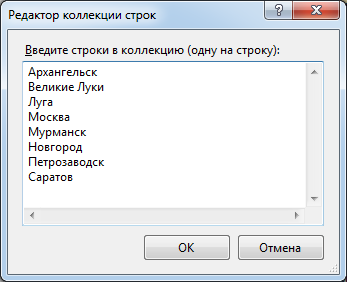 Редактор коллекции строк
Введите строки в коллекцию (одну на строку):
Архангельск
Великие Луки
Луга
Москва
Мурманск
Новгород
Петрозаводск
Саратов
OK
Отмена